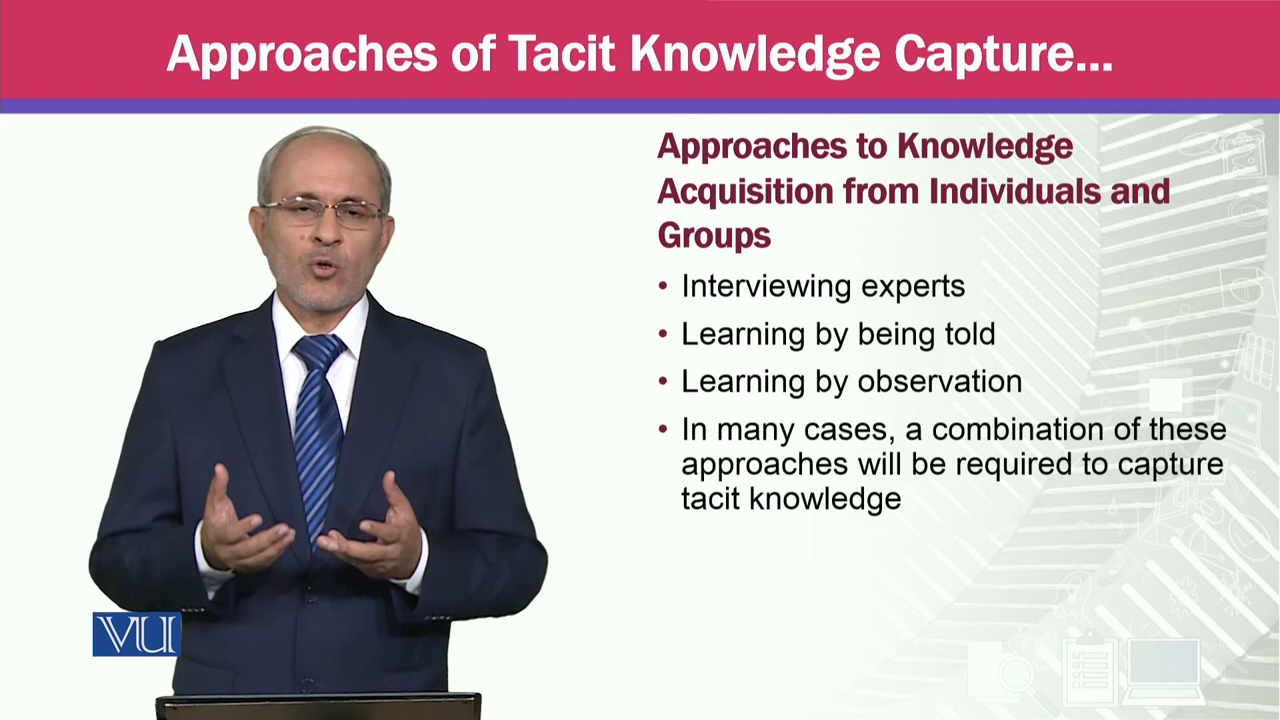 Approaches of Tacit Knowledge Capture...
Approaches to Knowledge
Acquisition from Individuals and
Groups
• Interviewing experts
• Learning by being told
• Learning by observation
• In many cases, a combination of these
approaches will be required to capture
tacit knowledge
VU